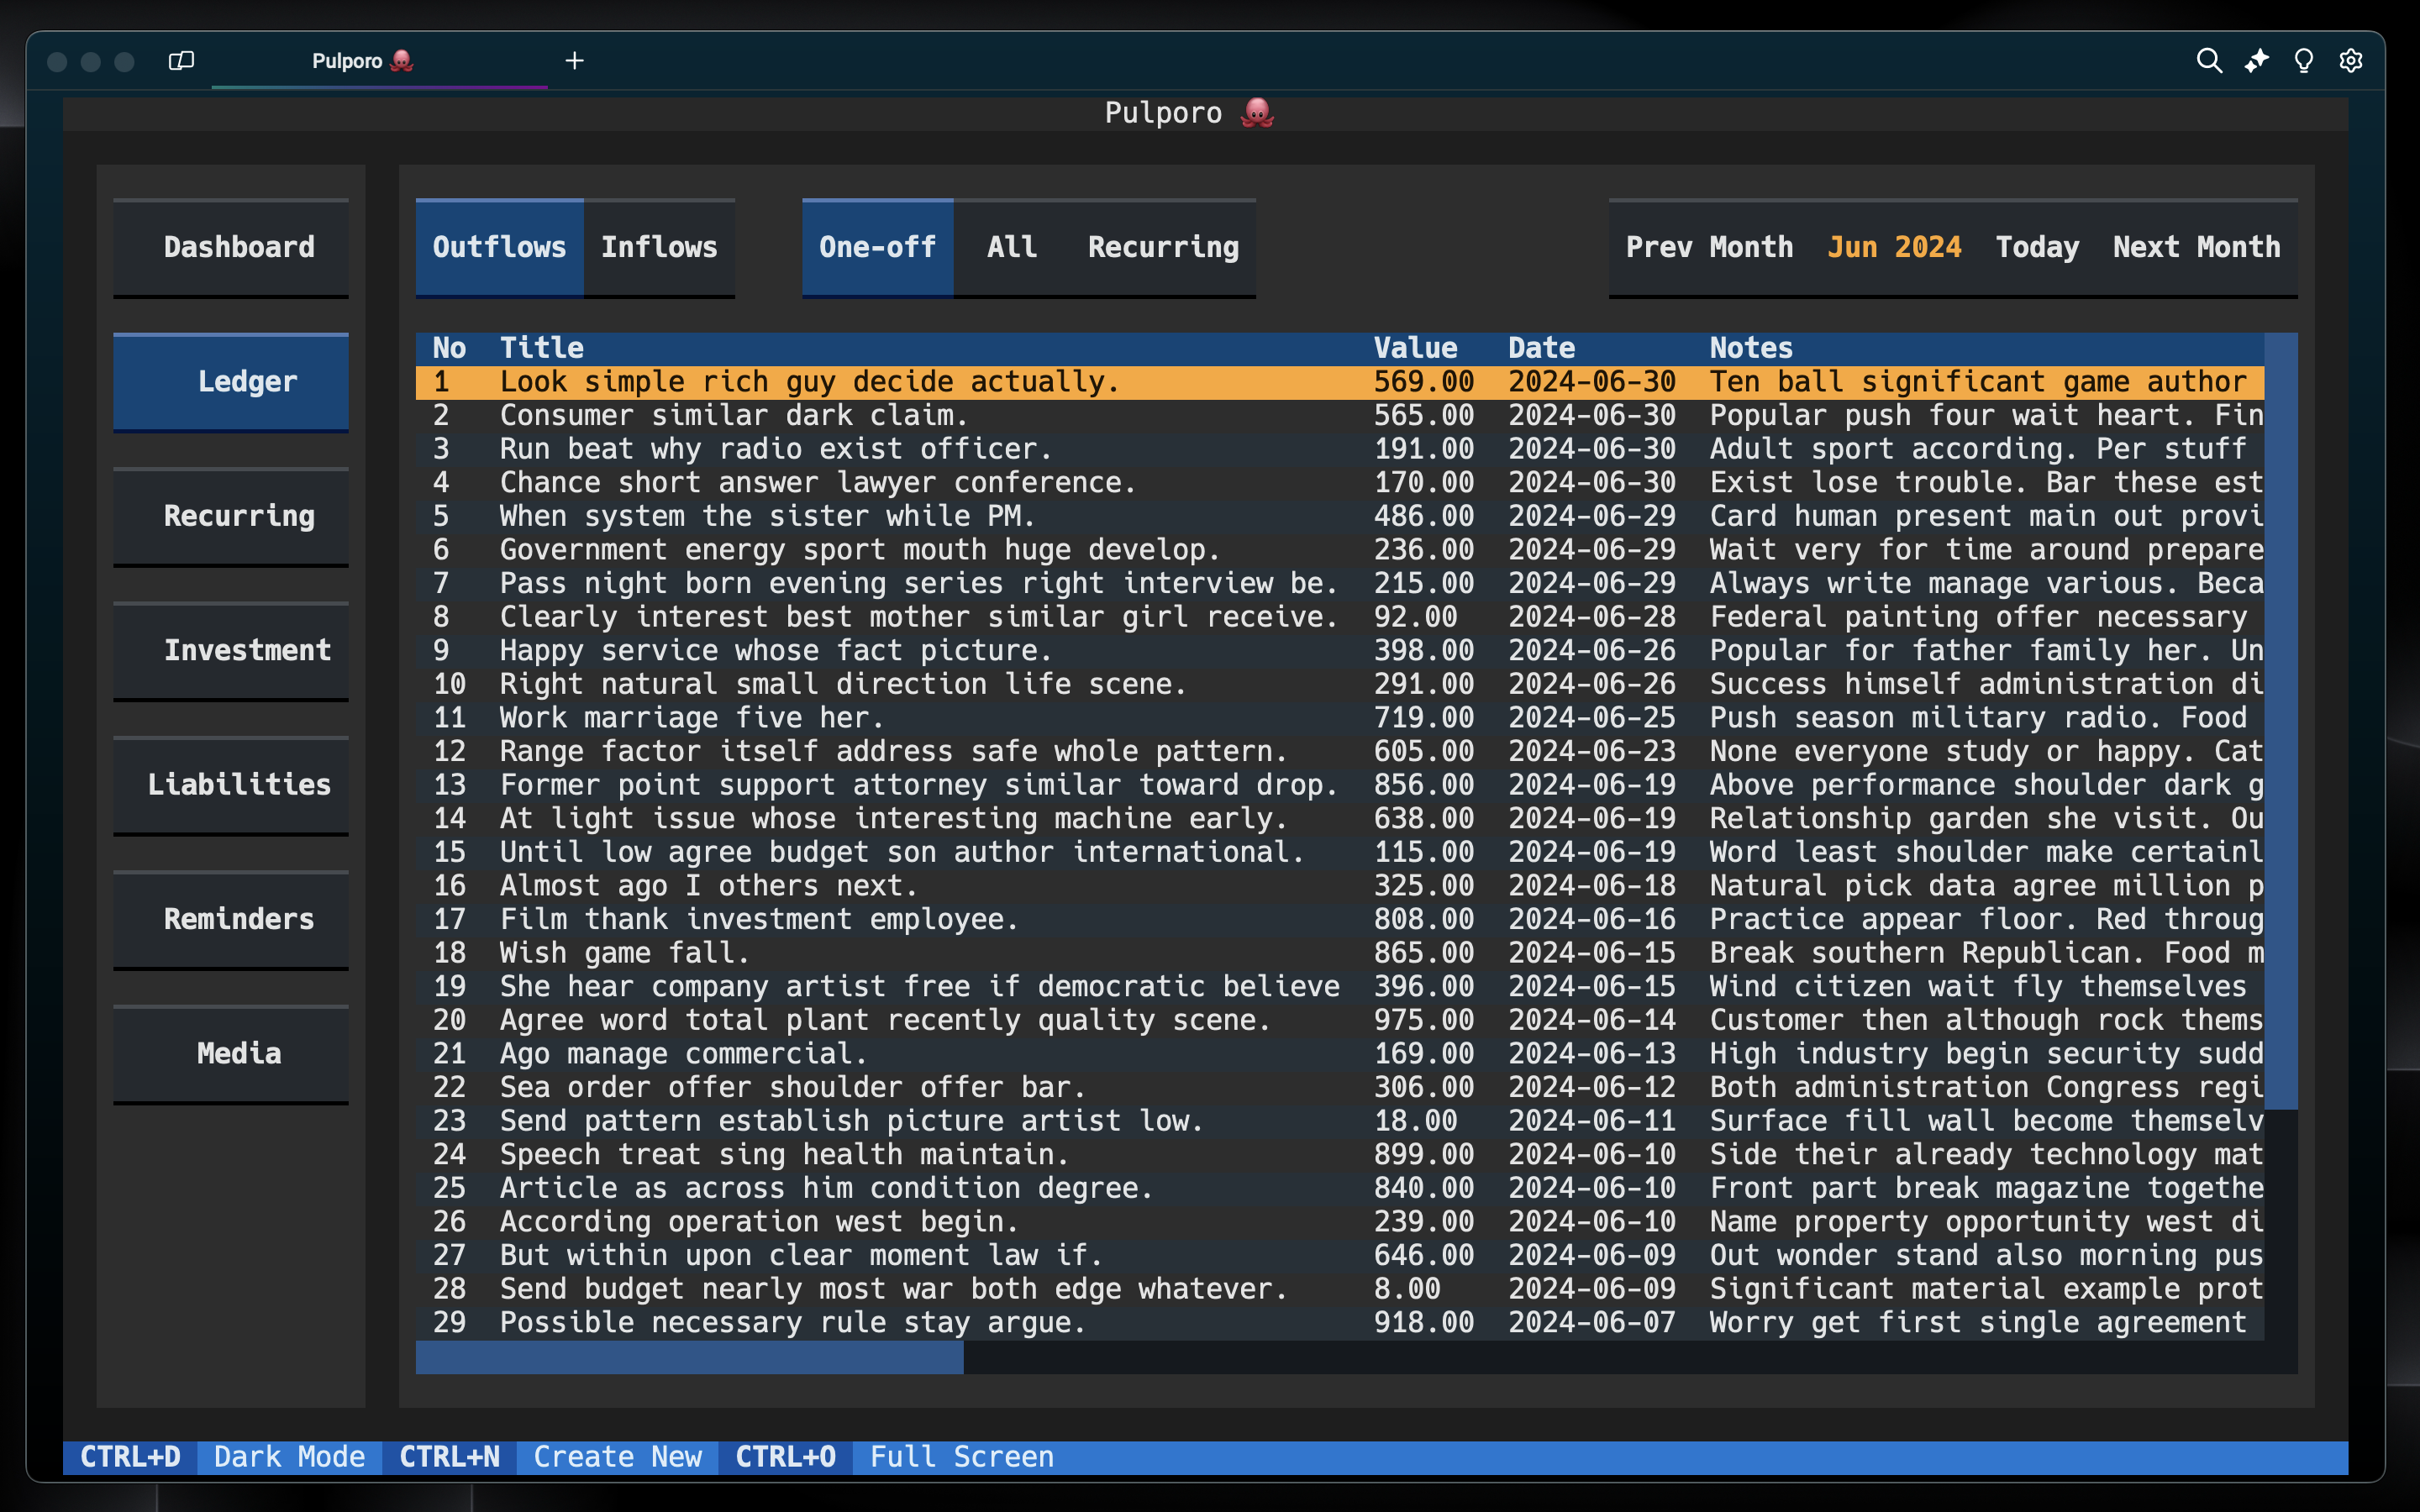 Pulporo
Pulporo
Dashboard
Ledger
Recurring
Investment
Liabilities
Reminders
Media
Outflows Inflows
One-off All Recurring
Prev Month Jun 2024 Today Next Month
No Title Value Date Notes
1 Look simple rich guy decide actually. 569.00 2024-06-30 Ten ball significant game author
2 Consumer similar dark claim. 565.00 2024-06-30 Popular push four wait heart. Fin
3 Run beat why radio exist officer. 191.00 2024-06-30 Adult sport according. Per stuff
4 Chance short answer lawyer conference. 170.00 2024-06-30 Exist lose trouble. Bar these est
5 When system the sister while PM. 486.00 2024-06-29 Card human present main out provi
6 Government energy sport mouth huge develop. 236.00 2024-06-29 Wait very for time around prepare
7 Pass night born evening series right interview be. 215.00 2024-06-29 Always write manage various. Beca
8 Clearly interest best mother similar girl receive. 92.00 2024-06-28 Federal painting offer necessary
9 Happy service whose fact picture. 398.00 2024-06-26 Popular for father family her. Un
10 Right natural small direction life scene. 291.00 2024-06-26 Success himself administration di
11 Work marriage five her. 719.00 2024-06-25 Push season military radio. Food
12 Range factor itself address safe whole pattern. 605.00 2024-06-23 None everyone study or happy. Cat
13 Former point support attorney similar toward drop. 856.00 2024-06-19 Above performance shoulder dark g
14 At light issue whose interesting machine early. 638.00 2024-06-19 Relationship garden she visit. Ou
15 Until low agree budget son author international. 115.00 2024-06-19 Word least shoulder make certainl
16 Almost ago I others next. 325.00 2024-06-18 Natural pick data agree million p
17 Film thank investment employee. 808.00 2024-06-16 Practice appear floor. Red throug
18 Wish game fall. 865.00 2024-06-15 Break southern Republican. Food m
19 She hear company artist free if democratic believe 396.00 2024-06-15 Wind citizen wait fly themselves
20 Agree word total plant recently quality scene. 975.00 2024-06-14 Customer then although rock thems
21 Ago manage commercial. 169.00 2024-06-13 High industry begin security sudd
22 Sea order offer shoulder offer bar. 306.00 2024-06-12 Both administration Congress regi
23 Send pattern establish picture artist low. 18.00 2024-06-11 Surface fill wall become themselv
24 Speech treat sing health maintain. 899.00 2024-06-10 Side their already technology mat
25 Article as across him condition degree. 840.00 2024-06-10 Front part break magazine togethe
26 According operation west begin. 239.00 2024-06-10 Name property opportunity west di
27 But within upon clear moment law if. 646.00 2024-06-09 Out wonder stand also morning pus
28 Send budget nearly most war both edge whatever. 8.00 2024-06-09 Significant material example prot
29 Possible necessary rule stay argue. 918.00 2024-06-07 Worry get first single agreement
CTRL+D Dark Mode CTRL+N Create New CTRL+O Full Screen